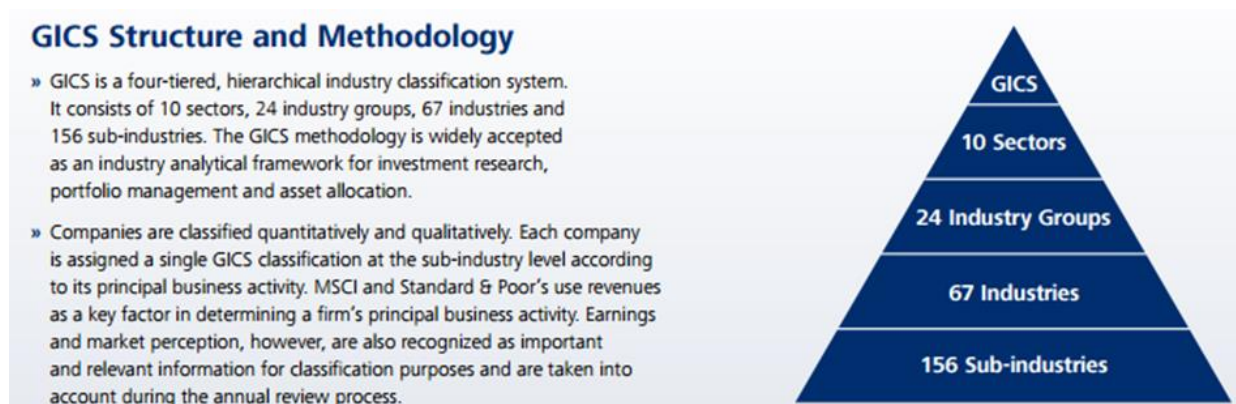 GICS Structure and Methodology
» GICS is a four-tiered, hierarchical industry classification system.
It consists of 10 sectors, 24 industry groups, 67 industries and
156 sub-industries. The GICS methodology is widely accepted
as an industry analytical framework for investment research,
portfolio management and asset allocation.
» Companies are classified quantitatively and qualitatively. Each company
is assigned a single GICS classification at the sub-industry level according
to its principal business activity. MSCI and Standard & Poor's use revenues
as a key factor in determining a firm's principal business activity. Earnings
and market perception, however, are also recognized as important
and relevant information for classification purposes and are taken into
account during the annual review process.
GICS
10 Sectors
24 Industry Groups
67 Industries
156 Sub-industries